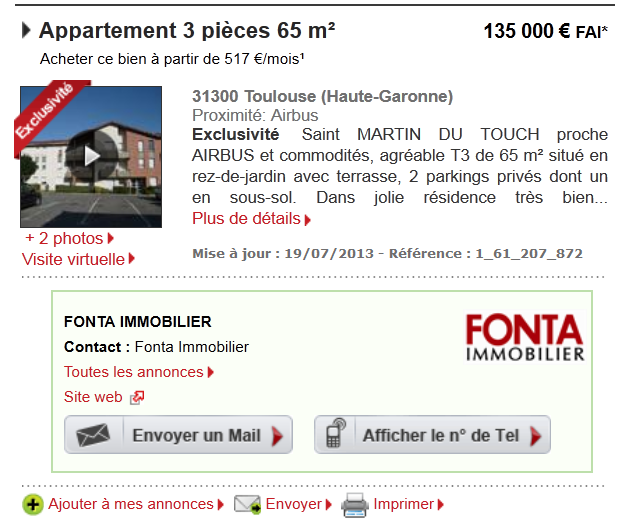 Appartement 3 pièces 65 m²
135 000 € FAI*
Acheter ce bien à partir de 517 €/mois¹
Exclusivité
31300 Toulouse (Haute-Garonne)
Proximité: Airbus
Exclusivité Saint MARTIN DU TOUCH proche
AIRBUS et commodités, agréable T3 de 65 m² situé en
rez-de-jardin avec terrasse, 2 parkings privés dont un
en sous-sol. Dans jolie résidence très bien...
Plus de détails
+ 2 photos
Visite virtuelle
Mise à jour : 19/07/2013 - Référence : 1_61_207_872
FONTA IMMOBILIER
Contact : Fonta Immobilier
Toutes les annonces
Site web
FONTA
IMMOBILIER
Envoyer un Mail
Afficher le n° de Tel
Ajouter à mes annonces
Envoyer
Imprimer